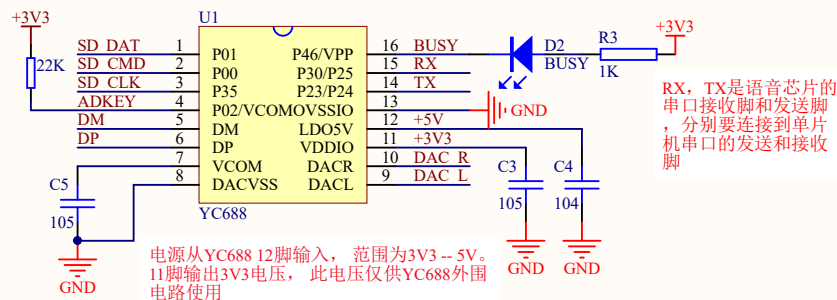 U1
+3V3
+3V3
SD_DAT 1 P01 P46/VPP 16 BUSY D2 R3
22K SD_CMD 2 P00 P30/P25 15 RX BUSY 1K
SD_CLK 3 P35 P23/P24 14 TX
ADKEY 4 P02/VCOMO VSSIO 13 GND
DM 5 DM LDO5V 12 +5V
DP 6 DP VDDIO 11 +3V3
7 VCOM DACR 10 DAC_R
8 DACVSS DACL 9 DAC_L
C5 C3 C4
105 YC688 105 104
GND GND GND
RX，TX是语音芯片的
串口接收脚和发送脚
，分别要连接到单片
机串口的发送和接收
脚
电源从YC688 12脚输入， 范围为3V3 -- 5V。
11脚输出3V3电压， 此电压仅供YC688外围
电路使用